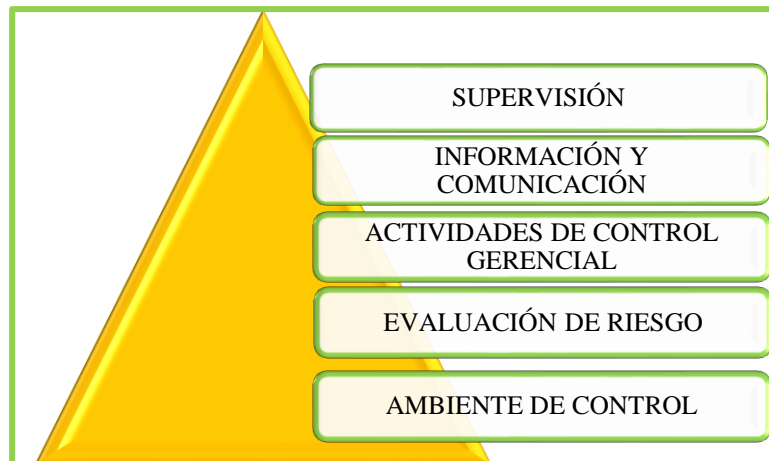 SUPERVISIÓN
INFORMACIÓN Y
COMUNICACIÓN
ACTIVIDADES DE CONTROL
GERENCIAL
EVALUACIÓN DE RIESGO
AMBIENTE DE CONTROL